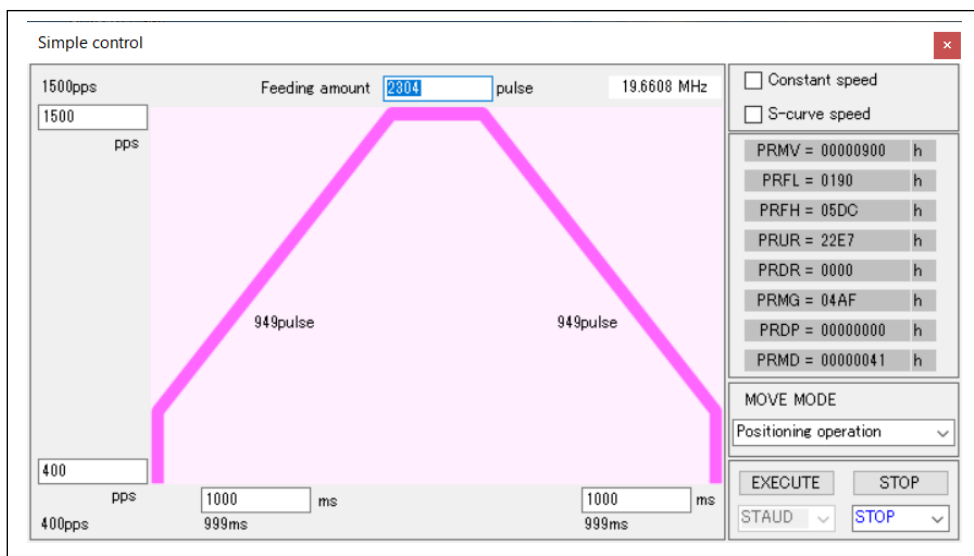 Simple control
×
1500pps
Feeding amount 2304 pulse
19.6608 MHz
1500
pps
949pulse
949pulse
400
pps
400pps
1000 ms
999ms
1000 ms
999ms
Constant speed
S-curve speed
PRMV = 00000900 h
PRFL = 0190 h
PRFH = 05DC h
PRUR = 22E7 h
PRDR = 0000 h
PRMG = 04AF h
PRDP = 00000000 h
PRMD = 00000041 h
MOVE MODE
Positioning operation
EXECUTE
STOP
STAUD
STOP